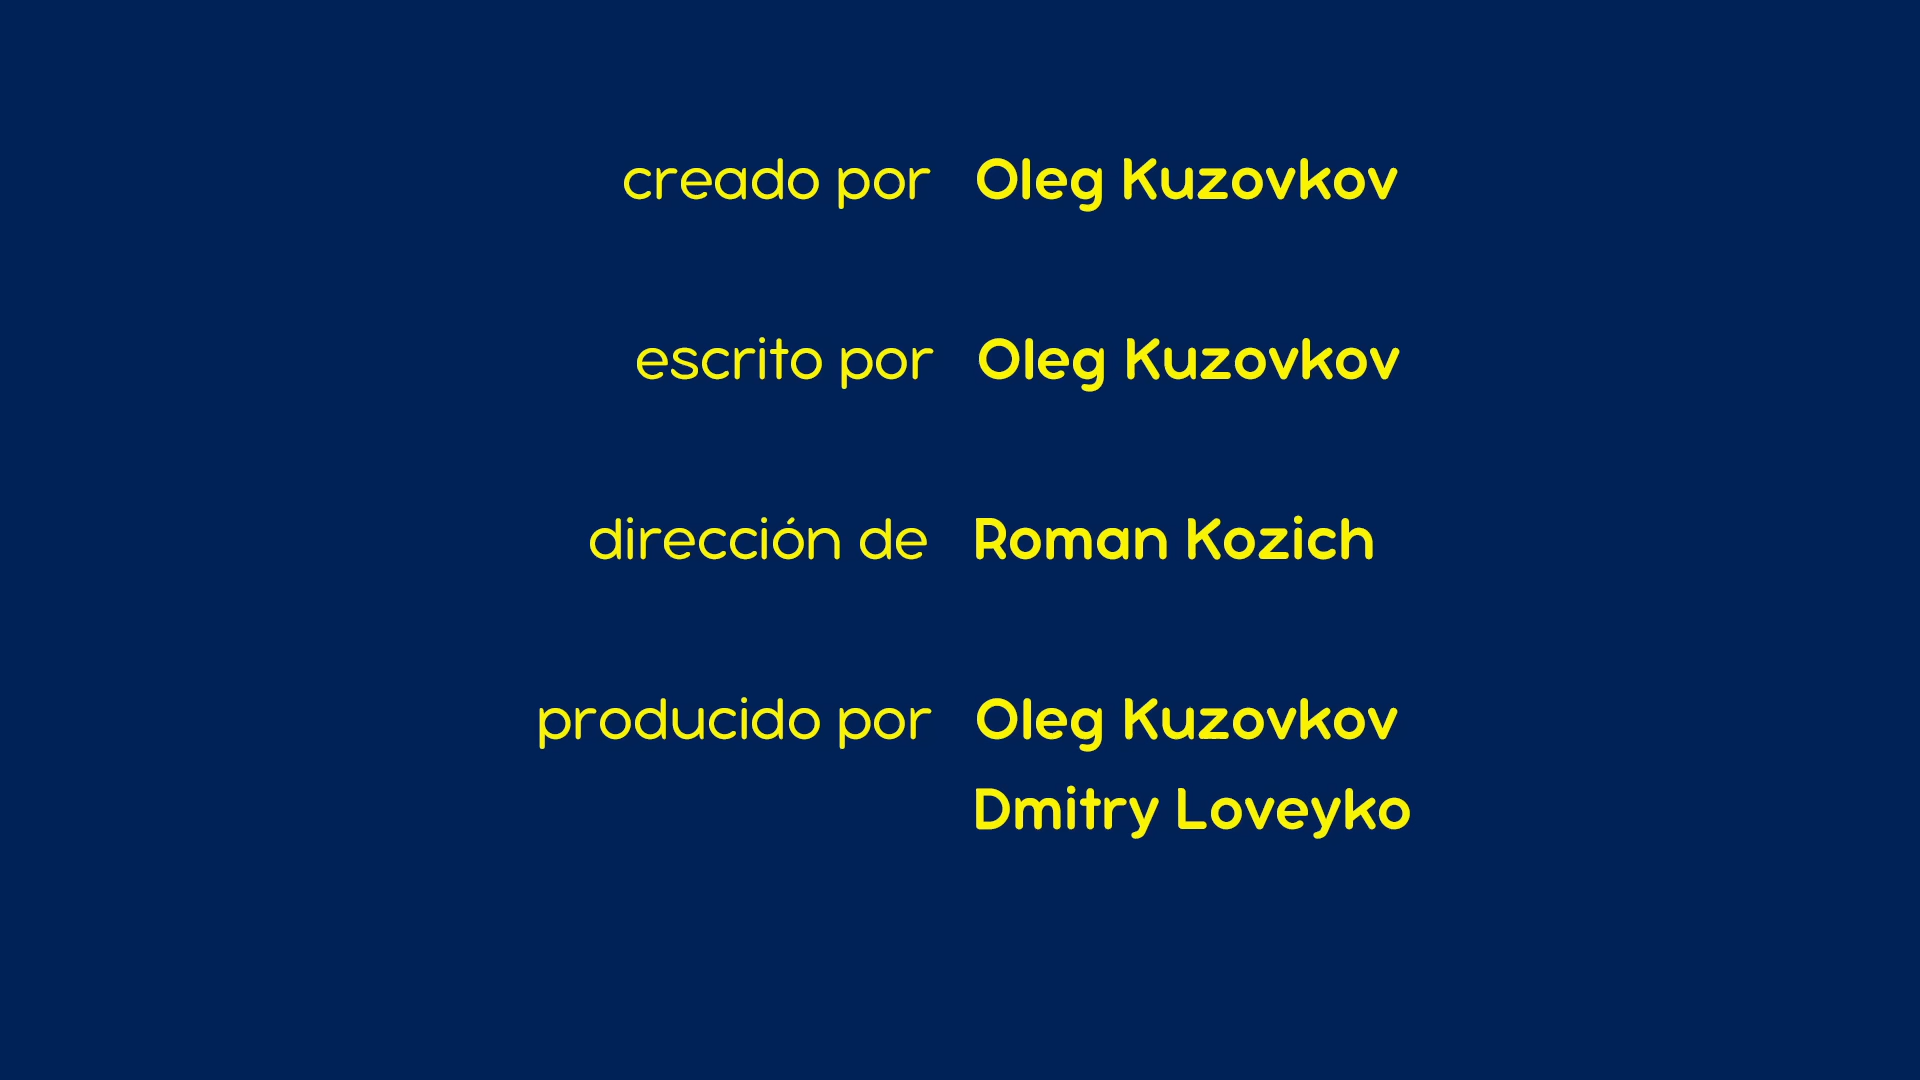 creado por Oleg Kuzovkov
escrito por Oleg Kuzovkov
dirección de Roman Kozich
producido por Oleg Kuzovkov
Dmitry Loveyko